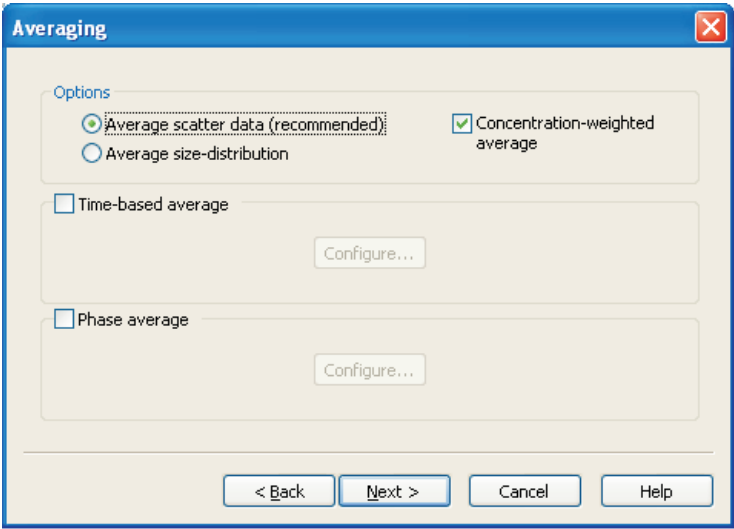 Averaging
Options
Average scatter data (recommended)
Average size-distribution
Concentration-weighted
average
Time-based average
Configure...
Phase average
Configure...
< Back
Next >
Cancel
Help